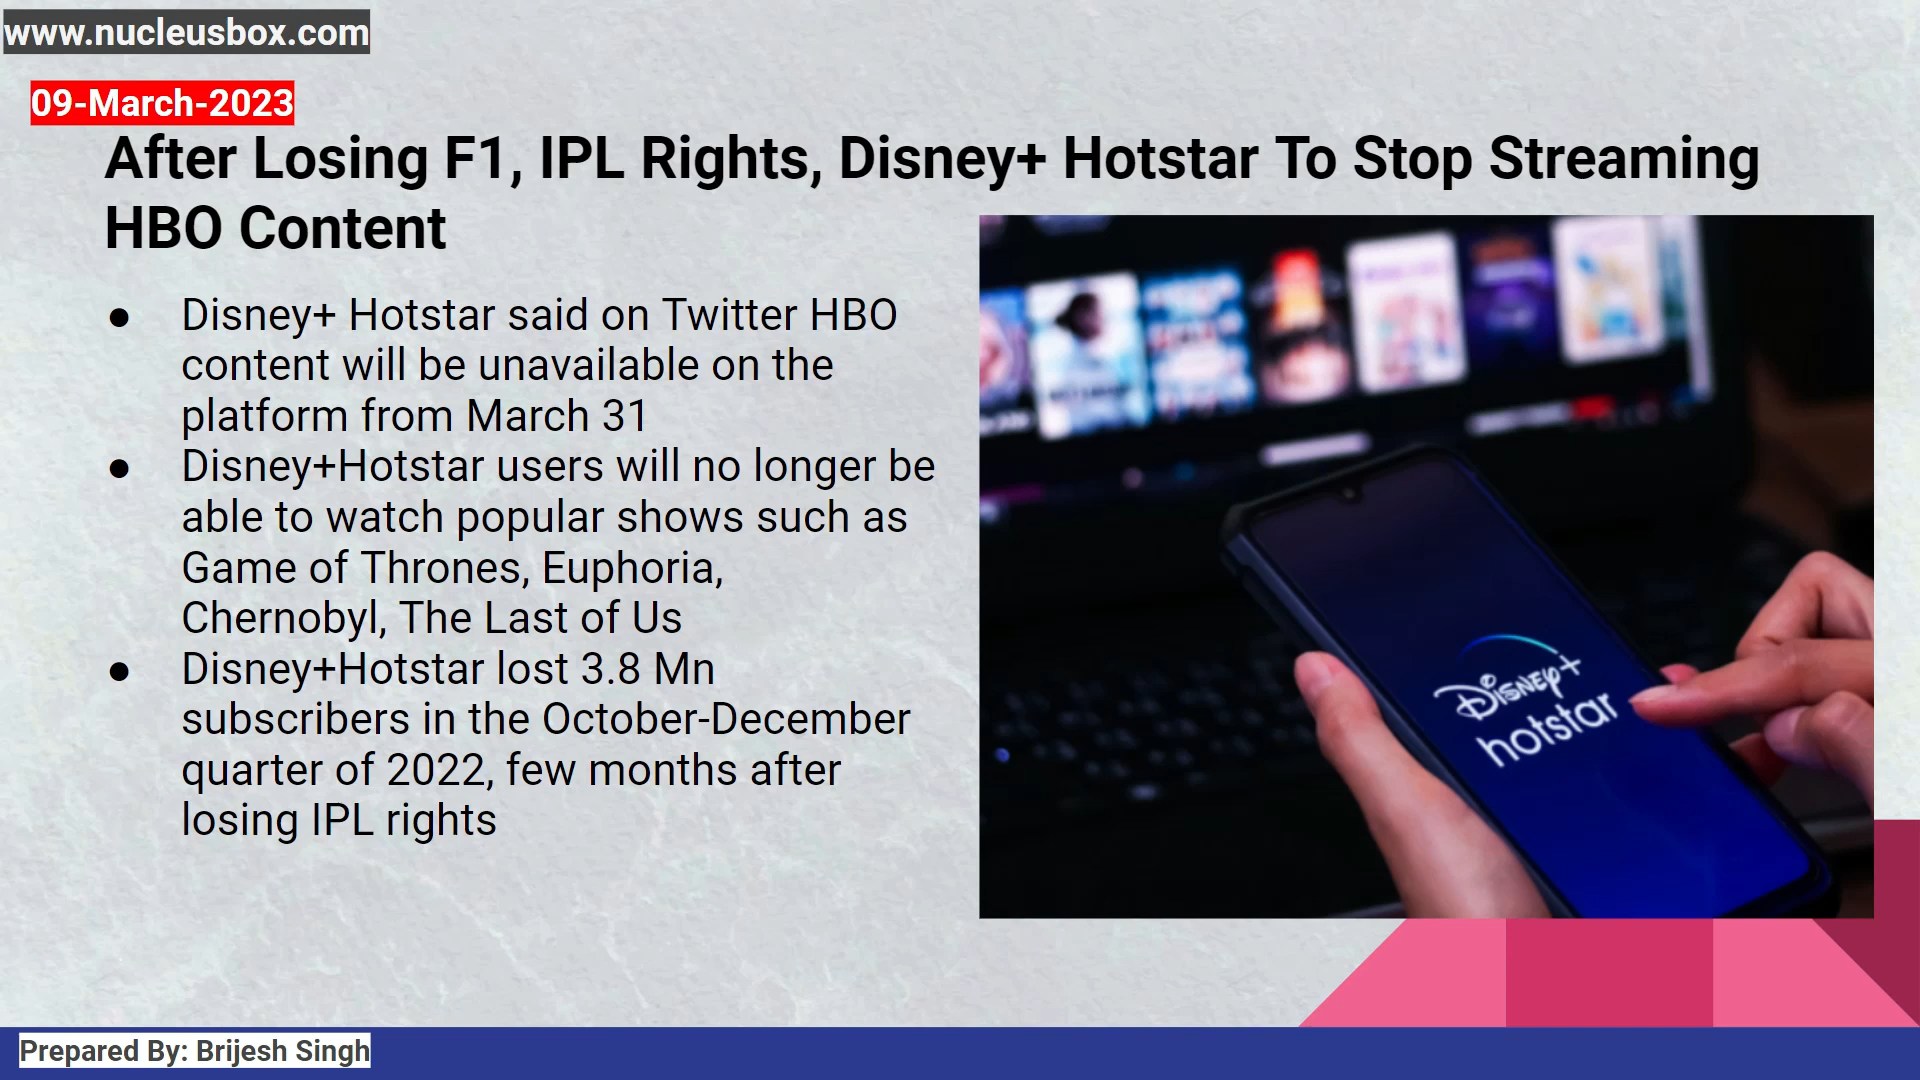 www.nucleusbox.com
09-March-2023
After Losing F1, IPL Rights, Disney+ Hotstar To Stop Streaming
HBO Content
● Disney+ Hotstar said on Twitter HBO
content will be unavailable on the
platform from March 31
● Disney+Hotstar users will no longer be
able to watch popular shows such as
Game of Thrones, Euphoria,
Chernobyl, The Last of Us
● Disney+Hotstar lost 3.8 Mn
subscribers in the October-December
quarter of 2022, few months after
losing IPL rights
Disney+
hotstar
Prepared By: Brijesh Singh